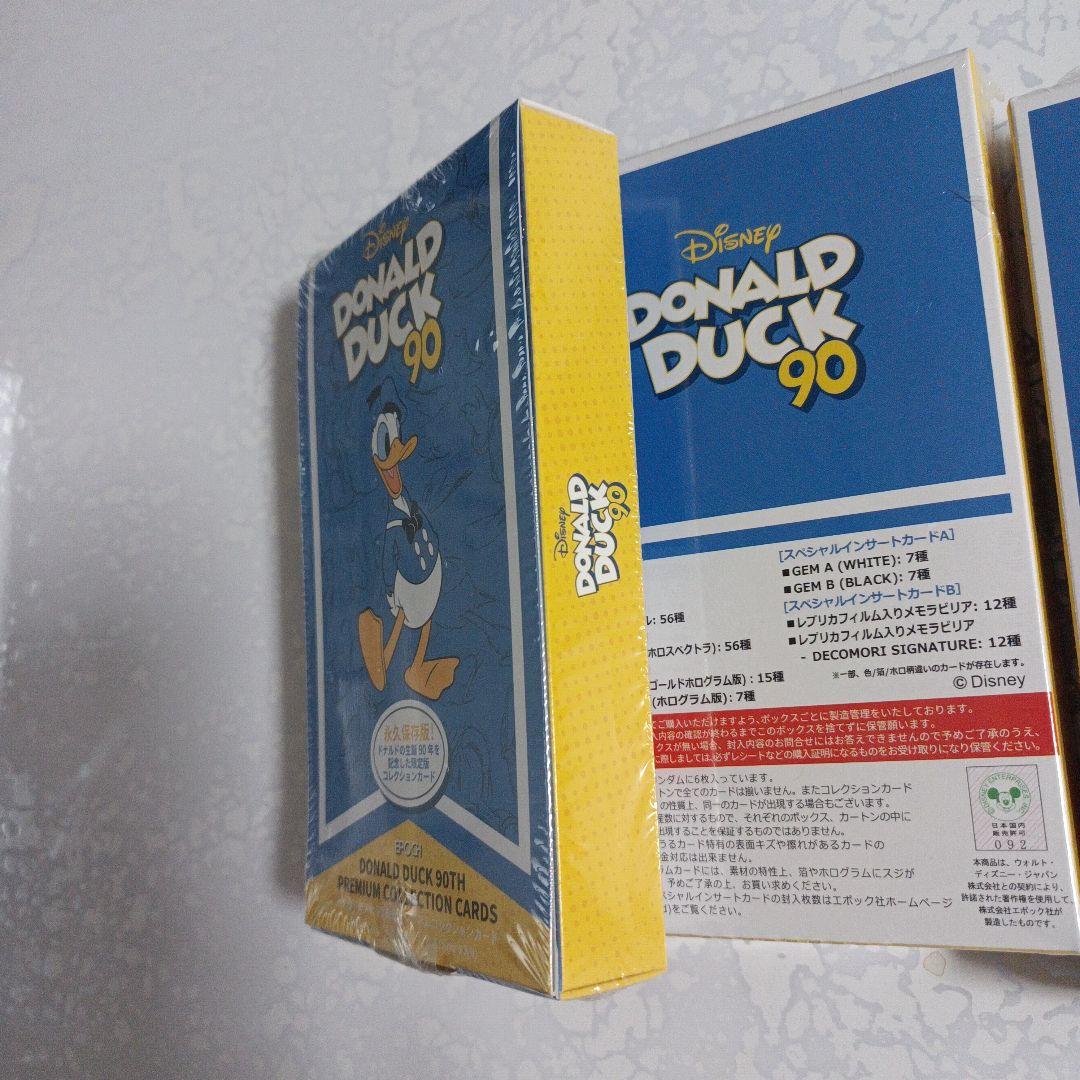 Disney
DONALD
DUCK
90
永久保存版!
ドナルドの生誕90年を
記念した限定版
コレクションカード
EPOCH
DONALD DUCK 90TH
PREMIUM COLLECTION CARDS
Disney
DONALD
DUCK
90
Disney
DONALD
DUCK
90
ル: 56種
ホロスペクトラ): 56種
ゴールドホログラム版): 15種
(ホログラム版): 7種
[スペシャルインサートカードA]
■GEM A (WHITE): 7種
■GEM B (BLACK): 7種
[スペシャルインサートカードB]
■レプリカフィルム入りメモラビリア: 12種
■レプリカフィルム入りメモラビリア
- DECOMORI SIGNATURE: 12種
※一部、色/箔/ホロ柄違いのカードが存在します。
© Disney
てご購入いただけますよう、ボックスごとに製造管理をいたしております。
入内容の確認が終わるまでこのボックスを捨てずに保管願います。
クスが無い場合、封入内容のお問合せにはお答えできませんので予めご了承のうえ、
に際しましては、必ずレシートなどの購入証明になるものをお受け取りになり保管ください。
ンダムに6枚入っています。
トンで全てのカードは揃いません。またコレクションカード
の性質上、同一のカードが出現する場合もございます。
産数に対するもので、それぞれのボックス、カートンの中に
出現することを保証するものではありません。
うるカード特有の表面キズや擦れがあるカードの
金対応は出来ません。
ラムカードには、素材の特性上、箔やホログラムにスジが
予めご了承の上、お買い求めください。
スペシャルインサートカードの封入枚数はエポック社ホームページ
)をご覧ください。
日本国内
販売許可
092
本商品は、ウォルト・
ディズニー・ジャパン
株式会社との契約により、
許諾された著作権を使用して、
株式会社エポック社が
製造したものです。